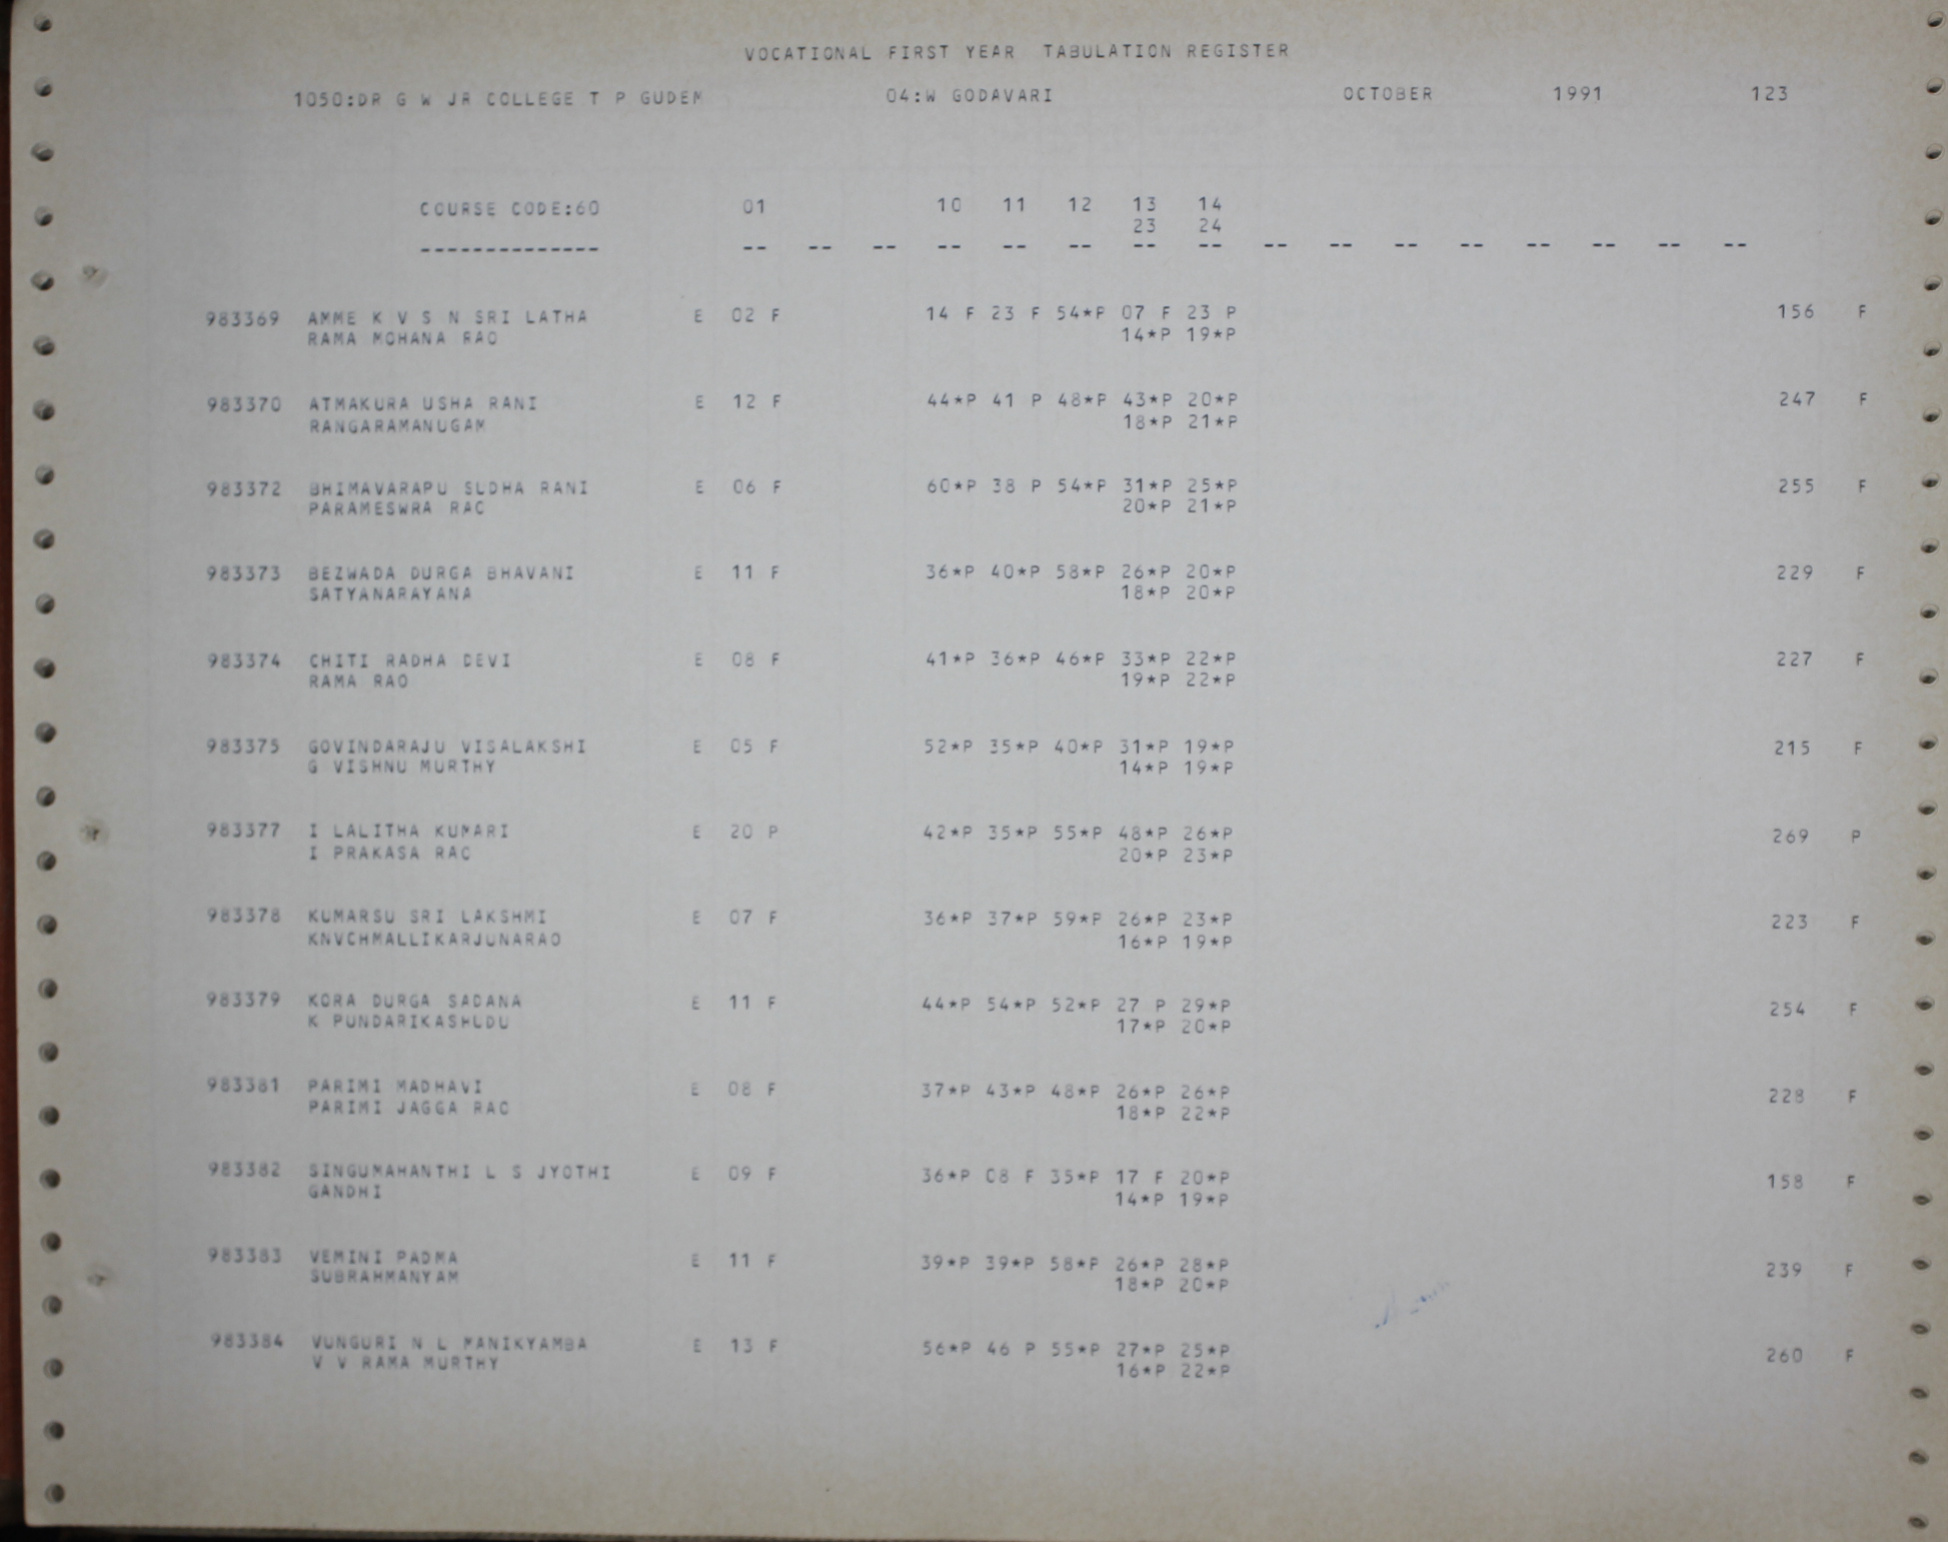 VOCATIONAL FIRST YEAR TABULATION REGISTER
1050:DR G W JR COLLEGE T P GUDEM 04:W GODAVARI OCTOBER 1991 123
COURSE CODE:60 01 10 11 12 13 14
23 24
-------------- -- -- -- -- -- -- -- -- -- -- -- -- -- -- -- --
983369 AMME K V S N SRI LATHA E 02 F 14 F 23 F 54*P 07 F 23 P 156 F
RAMA MOHANA RAO 14*P 19*P
983370 ATMAKURA USHA RANI E 12 F 44*P 41 P 48*P 43*P 20*P 247 F
RANGARAMANUGAM 18*P 21*P
983372 BHIMAVARAPU SUDHA RANI E 06 F 60*P 38 P 54*P 31*P 25*P 255 F
PARAMESWRA RAO 20*P 21*P
983373 BEZWADA DURGA BHAVANI E 11 F 36*P 40*P 58*P 26*P 20*P 229 F
SATYANARAYANA 18*P 20*P
983374 CHITI RADHA DEVI E 08 F 41*P 36*P 46*P 33*P 22*P 227 F
RAMA RAO 19*P 22*P
983375 GOVINDARAJU VISALAKSHI E 05 F 52*P 35*P 40*P 31*P 19*P 215 F
G VISHNU MURTHY 14*P 19*P
983377 I LALITHA KUMARI E 20 P 42*P 35*P 55*P 48*P 26*P 269 P
I PRAKASA RAO 20*P 23*P
983378 KUMARSU SRI LAKSHMI E 07 F 36*P 37*P 59*P 26*P 23*P 223 F
KNVCHMALLIKARJUNARAO 16*P 19*P
983379 KORA DURGA SADANA E 11 F 44*P 54*P 52*P 27 P 29*P 254 F
K PUNDARIKASHUDU 17*P 20*P
983381 PARIMI MADHAVI E 08 F 37*P 43*P 48*P 26*P 26*P 228 F
PARIMI JAGGA RAO 18*P 22*P
983382 SINGUMAHANTHI L S JYOTHI E 09 F 36*P 08 F 35*P 17 F 20*P 158 F
GANDHI 14*P 19*P
983383 VEMINI PADMA E 11 F 39*P 39*P 58*P 26*P 28*P 239 F
SUBRAHMANYAM 18*P 20*P
983384 VUNGURI N L MANIKYAMBA E 13 F 56*P 46 P 55*P 27*P 25*P 260 F
V V RAMA MURTHY 16*P 22*P